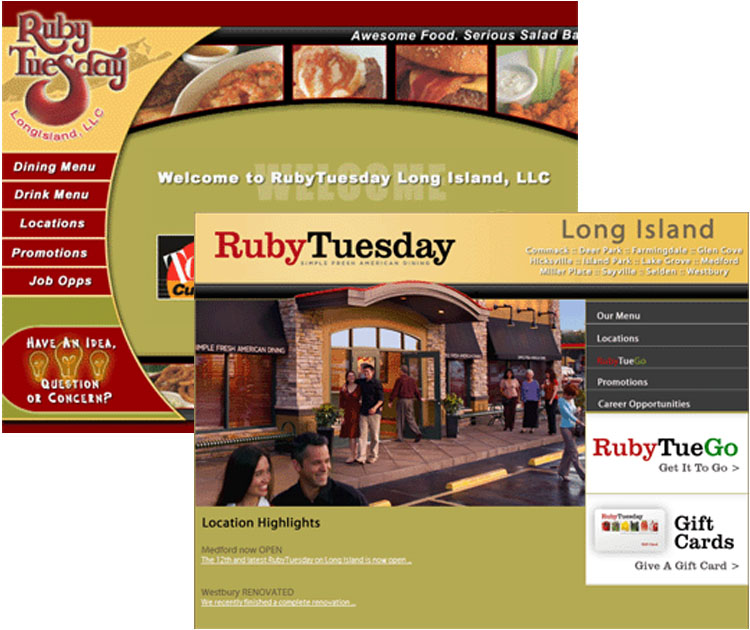 Ruby
Tuesday
LongIsland, LLC
Awesome Food. Serious Salad Ba
WELCOME
Welcome to RubyTuesday Long Island, LLC
Dining Menu
Drink Menu
Locations
Promotions
Job Opps
HAVE AN IDEA,
QUESTION
OR CONCERN?
Cu
RubyTuesday
SIMPLE FRESH AMERICAN DINING
Long Island
Commack :: Deer Park :: Farmingdale :: Glen Cove
Hicksville :: Island Park :: Lake Grove :: Medford
Miller Place :: Sayville :: Selden :: Westbury
IMPLE FRESH AMERICAN DINING
Our Menu
Locations
RubyTueGo
Promotions
Career Opportunities
RubyTueGo
Get It To Go >
RubyTuesday
Gift
Cards
Give A Gift Card >
Location Highlights
Medford now OPEN
The 12th and latest RubyTuesday on Long Island is now open ...
Westbury RENOVATED
We recently finished a complete renovation ...